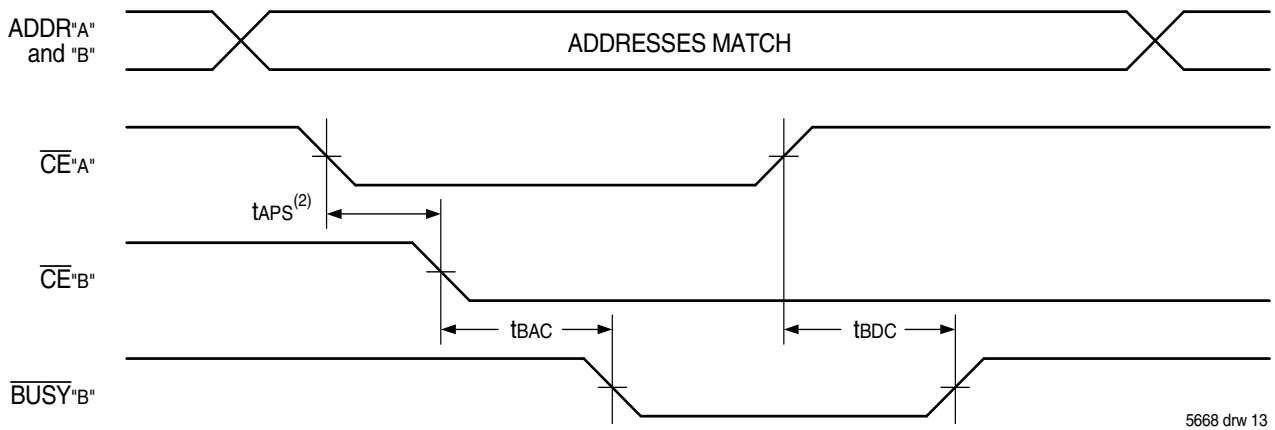 ADDR"A"
and "B"
ADDRESSES MATCH
CE"A"
tAPS(2)
CE"B"
tBAC
tBDC
BUSY"B"
5668 drw 13